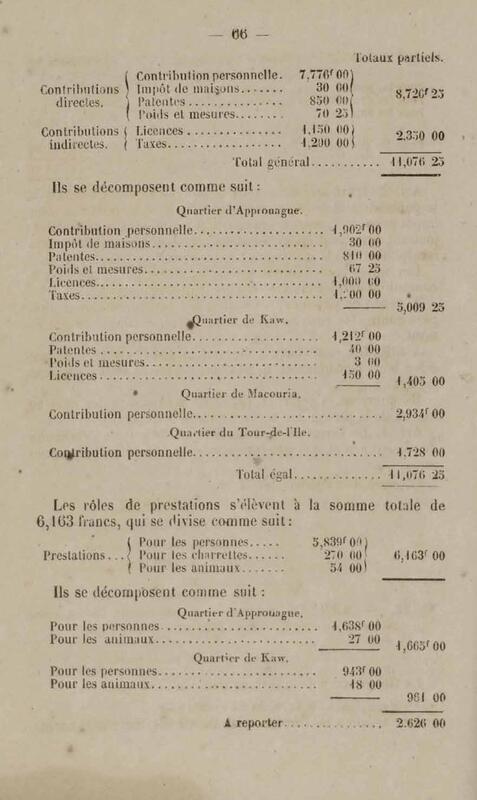 — 66 —
Totaux partiels.
Contributions directes. { Contribution personnelle. 7,776f 00
Impôt de maisons....... 30 00
Patentes............... 850 00
Poids et mesures........ 70 25 } 8,726f 25
Contributions indirectes. { Licences................ 1,150 00
Taxes................... 1,200 00 } 2,350 00
Total général........... 11,076 25
Ils se décomposent comme suit :
Quartier d'Approuague.
Contribution personnelle...................... 1,902f 00
Impôt de maisons.............................. 30 00
Patentes...................................... 810 00
Poids et mesures.............................. 67 25
Licences...................................... 1,000 00
Taxes......................................... 1,200 00
5,009 25
Quartier de Kaw.
Contribution personnelle...................... 1,212f 00
Patentes...................................... 40 00
Poids et mesures.............................. 3 00
Licences...................................... 150 00
1,405 00
Quartier de Macouria.
Contribution personnelle................................. 2,934f 00
Quartier du Tour-de-l'Ile.
Contribution personnelle................................. 1,728 00
Total égal............... 11,076 25
Les rôles de prestations s'élèvent à la somme totale de
6,163 francs, qui se divise comme suit :
Prestations... { Pour les personnes..... 5,839f 00
Pour les charrettes...... 270 00
Pour les animaux....... 54 00 } 6,163f 00
Ils se décomposent comme suit :
Quartier d'Approuague.
Pour les personnes............................ 1,638f 00
Pour les animaux.............................. 27 00
1,665f 00
Quartier de Kaw.
Pour les personnes............................ 943f 00
Pour les animaux.............................. 18 00
961 00
A reporter................ 2,626 00